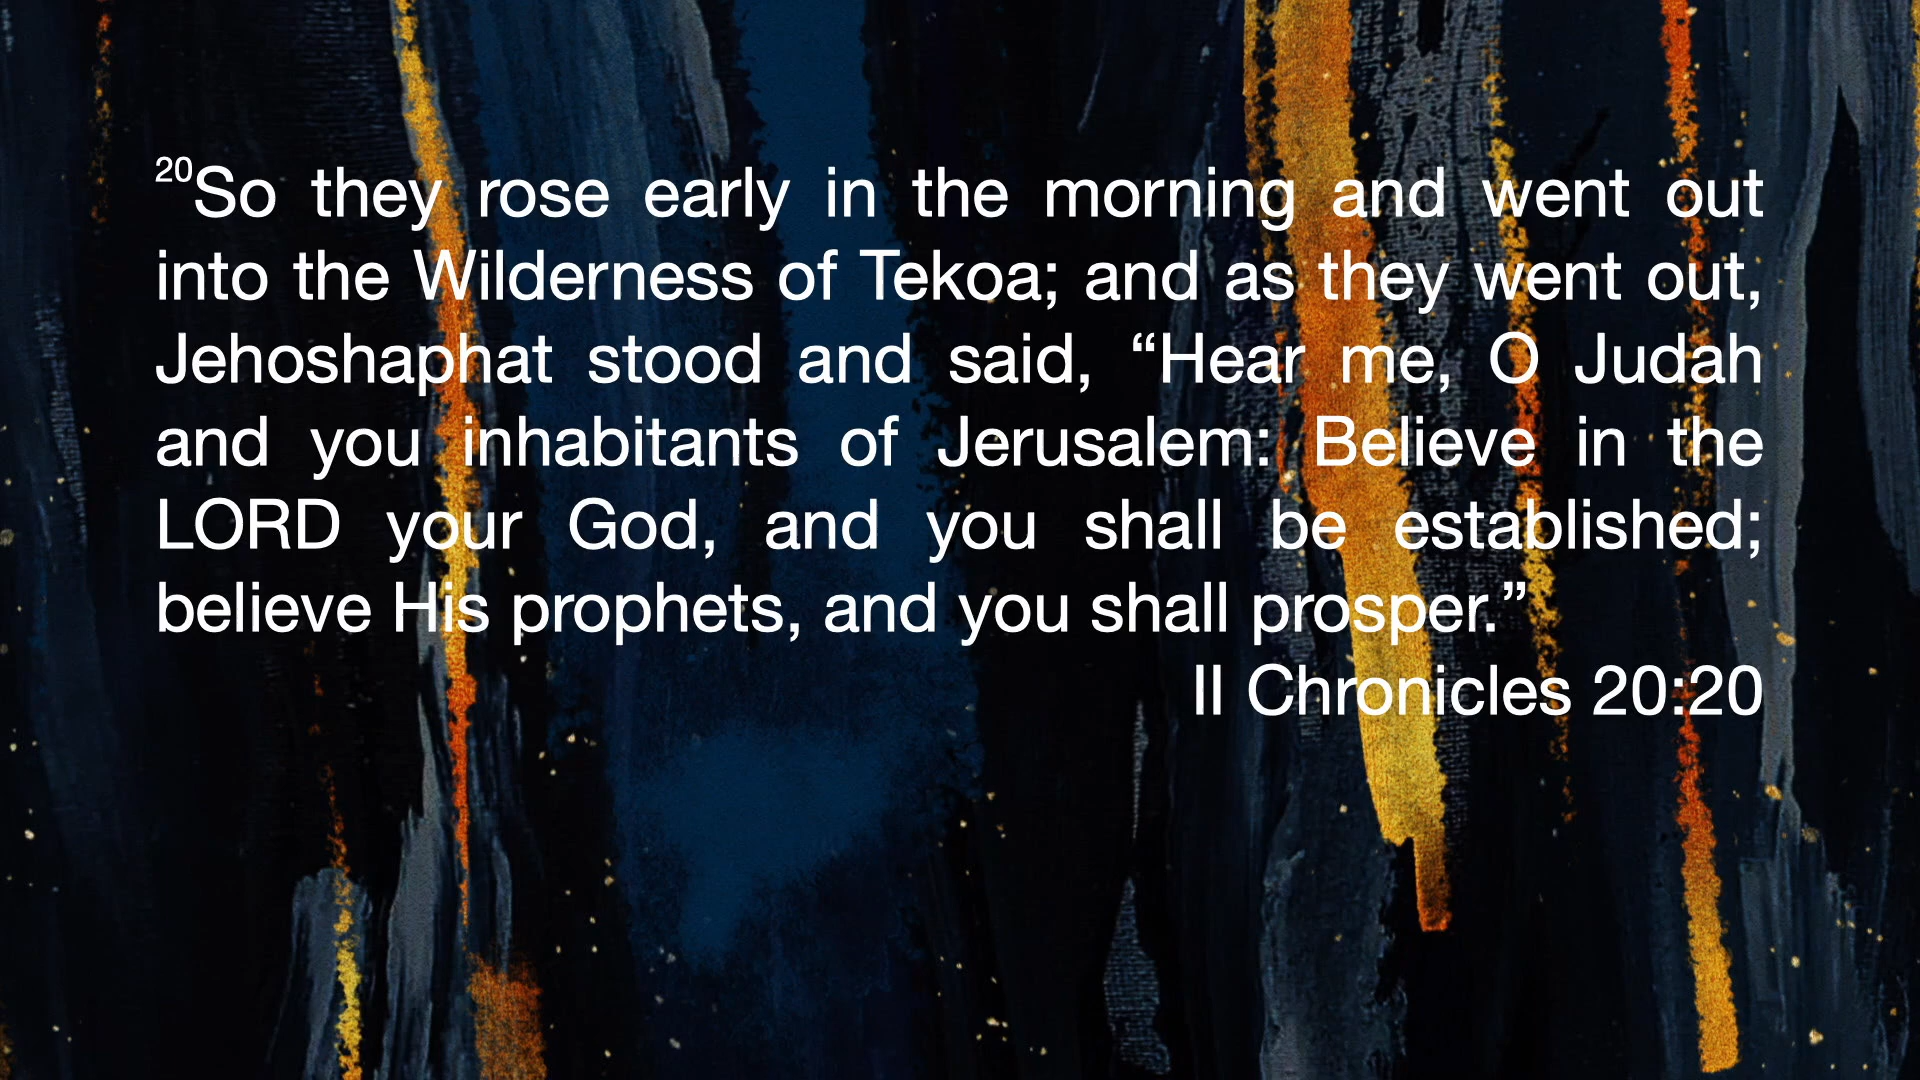 20So they rose early in the morning and went out
into the Wilderness of Tekoa; and as they went out,
Jehoshaphat stood and said, “Hear me, O Judah
and you inhabitants of Jerusalem: Believe in the
LORD your God, and you shall be established;
believe His prophets, and you shall prosper.”
II Chronicles 20:20